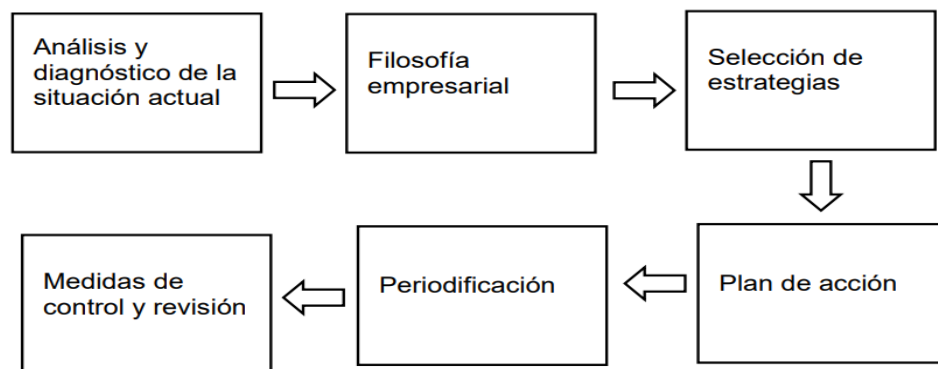 Análisis y
diagnóstico de la
situación actual
Filosofía
empresarial
Selección de
estrategias
Plan de acción
Periodificación
Medidas de
control y revisión